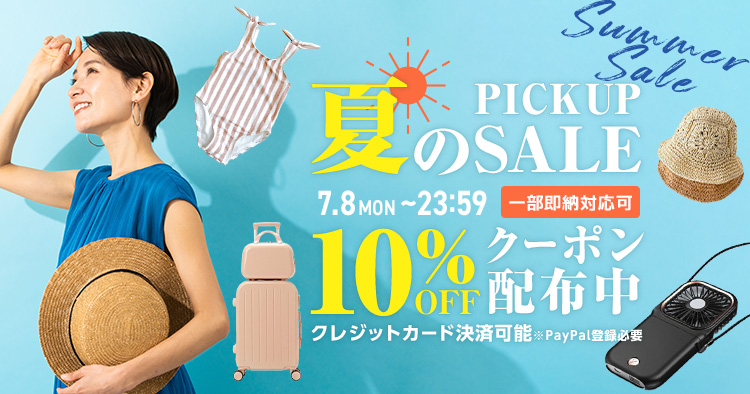 Summer
Sale
PICK UP
夏のSALE
7.8 MON ~23:59
一部即納対応可
10%OFF
クーポン
配布中
クレジットカード決済可能※PayPal登録必要